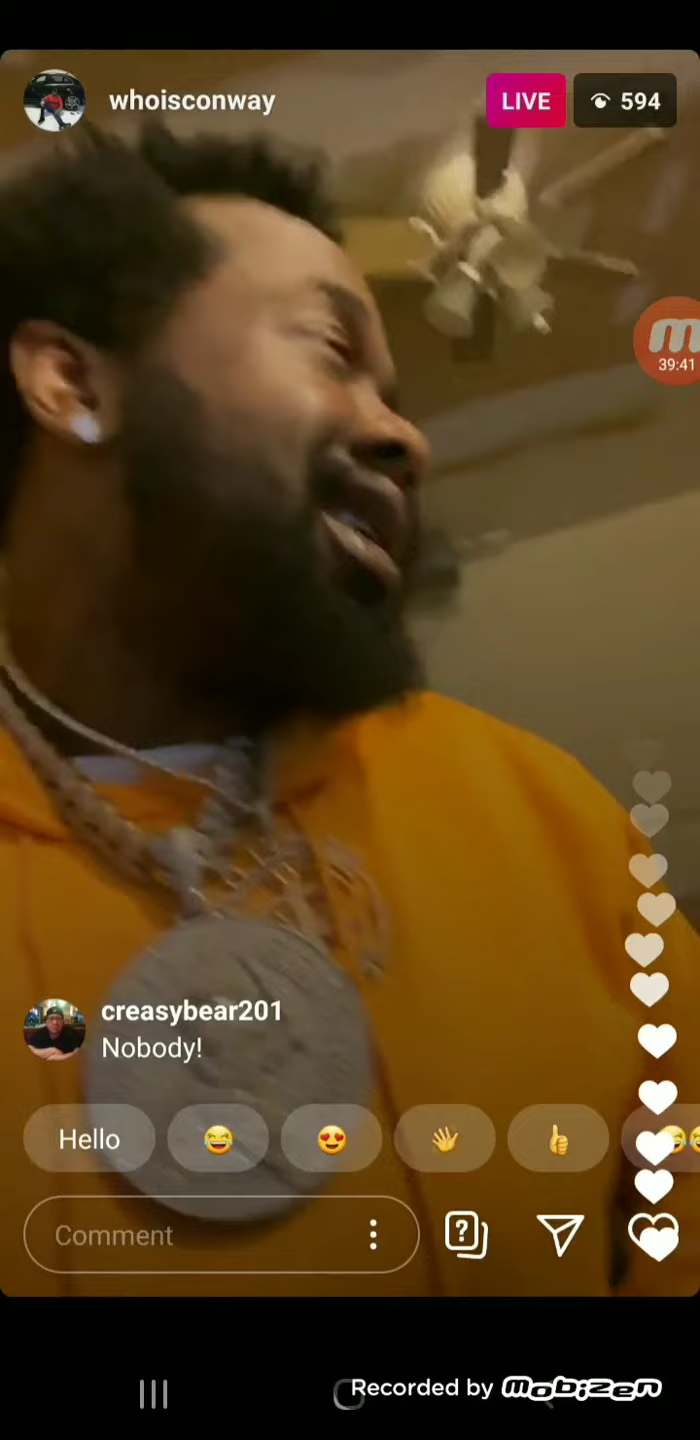 whoisconway
LIVE
594
39:41
creasybear201
Nobody!
Hello
Comment
Recorded by mobizen